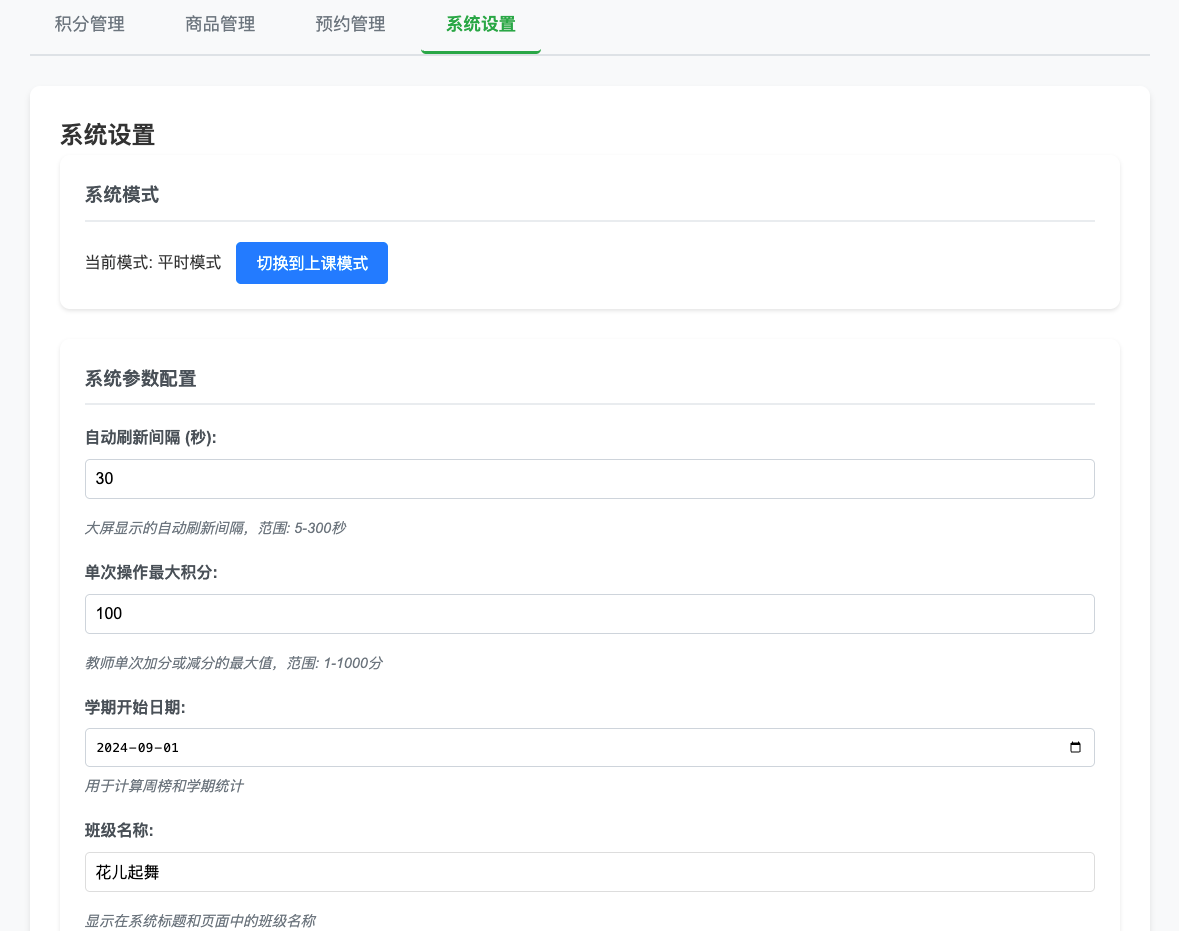 积分管理 商品管理 预约管理 系统设置
系统设置
系统模式
当前模式: 平时模式 切换到上课模式
系统参数配置
自动刷新间隔 (秒):
30
大屏显示的自动刷新间隔，范围: 5-300秒
单次操作最大积分:
100
教师单次加分或减分的最大值，范围: 1-1000分
学期开始日期:
2024-09-01
用于计算周榜和学期统计
班级名称:
花儿起舞
显示在系统标题和页面中的班级名称